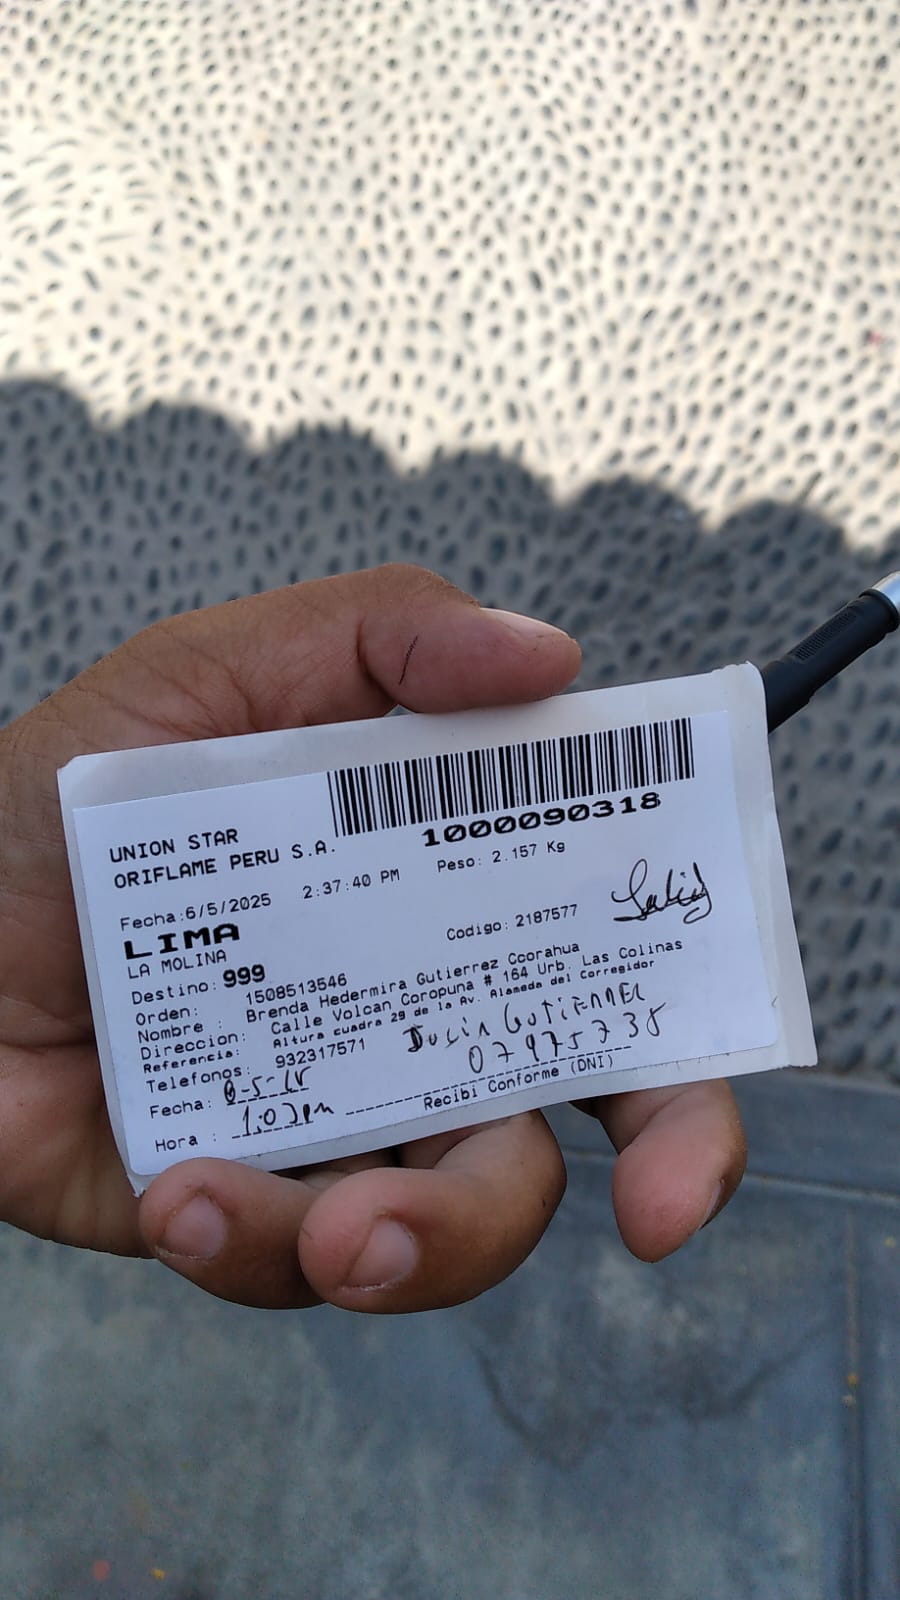 1000090318
UNION STAR
ORIFLAME PERU S.A.
Fecha:6/5/2025 2:37:40 PM Peso: 2.157 Kg
LIMA
LA MOLINA
Destino: 999 Codigo: 2187577
Orden: 1508513546
Nombre : Brenda Hedermira Gutierrez Ccorahua
Direccion: Calle Volcan Coropuna # 164 Urb. Las Colinas
Referencia: Altura cuadra 29 de la Av. Alameda del Corregidor
Telefonos: 932317571
Fecha:
Hora :
07975738
Recibi Conforme (DNI)